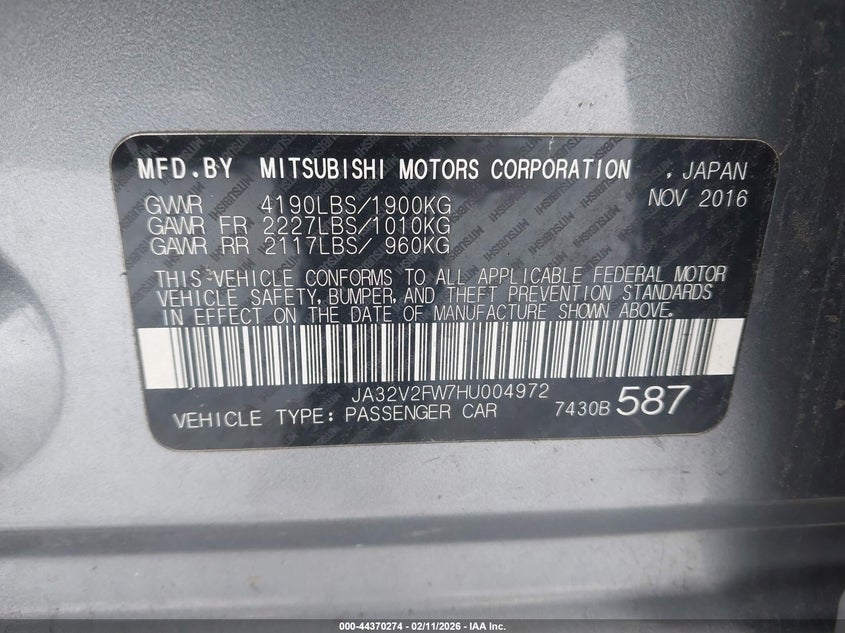 MFD.BY MITSUBISHI MOTORS CORPORATION , JAPAN
NOV 2016
GVWR 4190LBS/1900KG
GAWR FR 2227LBS/1010KG
GAWR RR 2117LBS/ 960KG
THIS VEHICLE CONFORMS TO ALL APPLICABLE FEDERAL MOTOR
VEHICLE SAFETY, BUMPER, AND THEFT PREVENTION STANDARDS
IN EFFECT ON THE DATE OF MANUFACTURE SHOWN ABOVE.
JA32V2FW7HU004972
VEHICLE TYPE: PASSENGER CAR 7430B 587
000-44370274 - 02/11/2026 - IAA Inc.